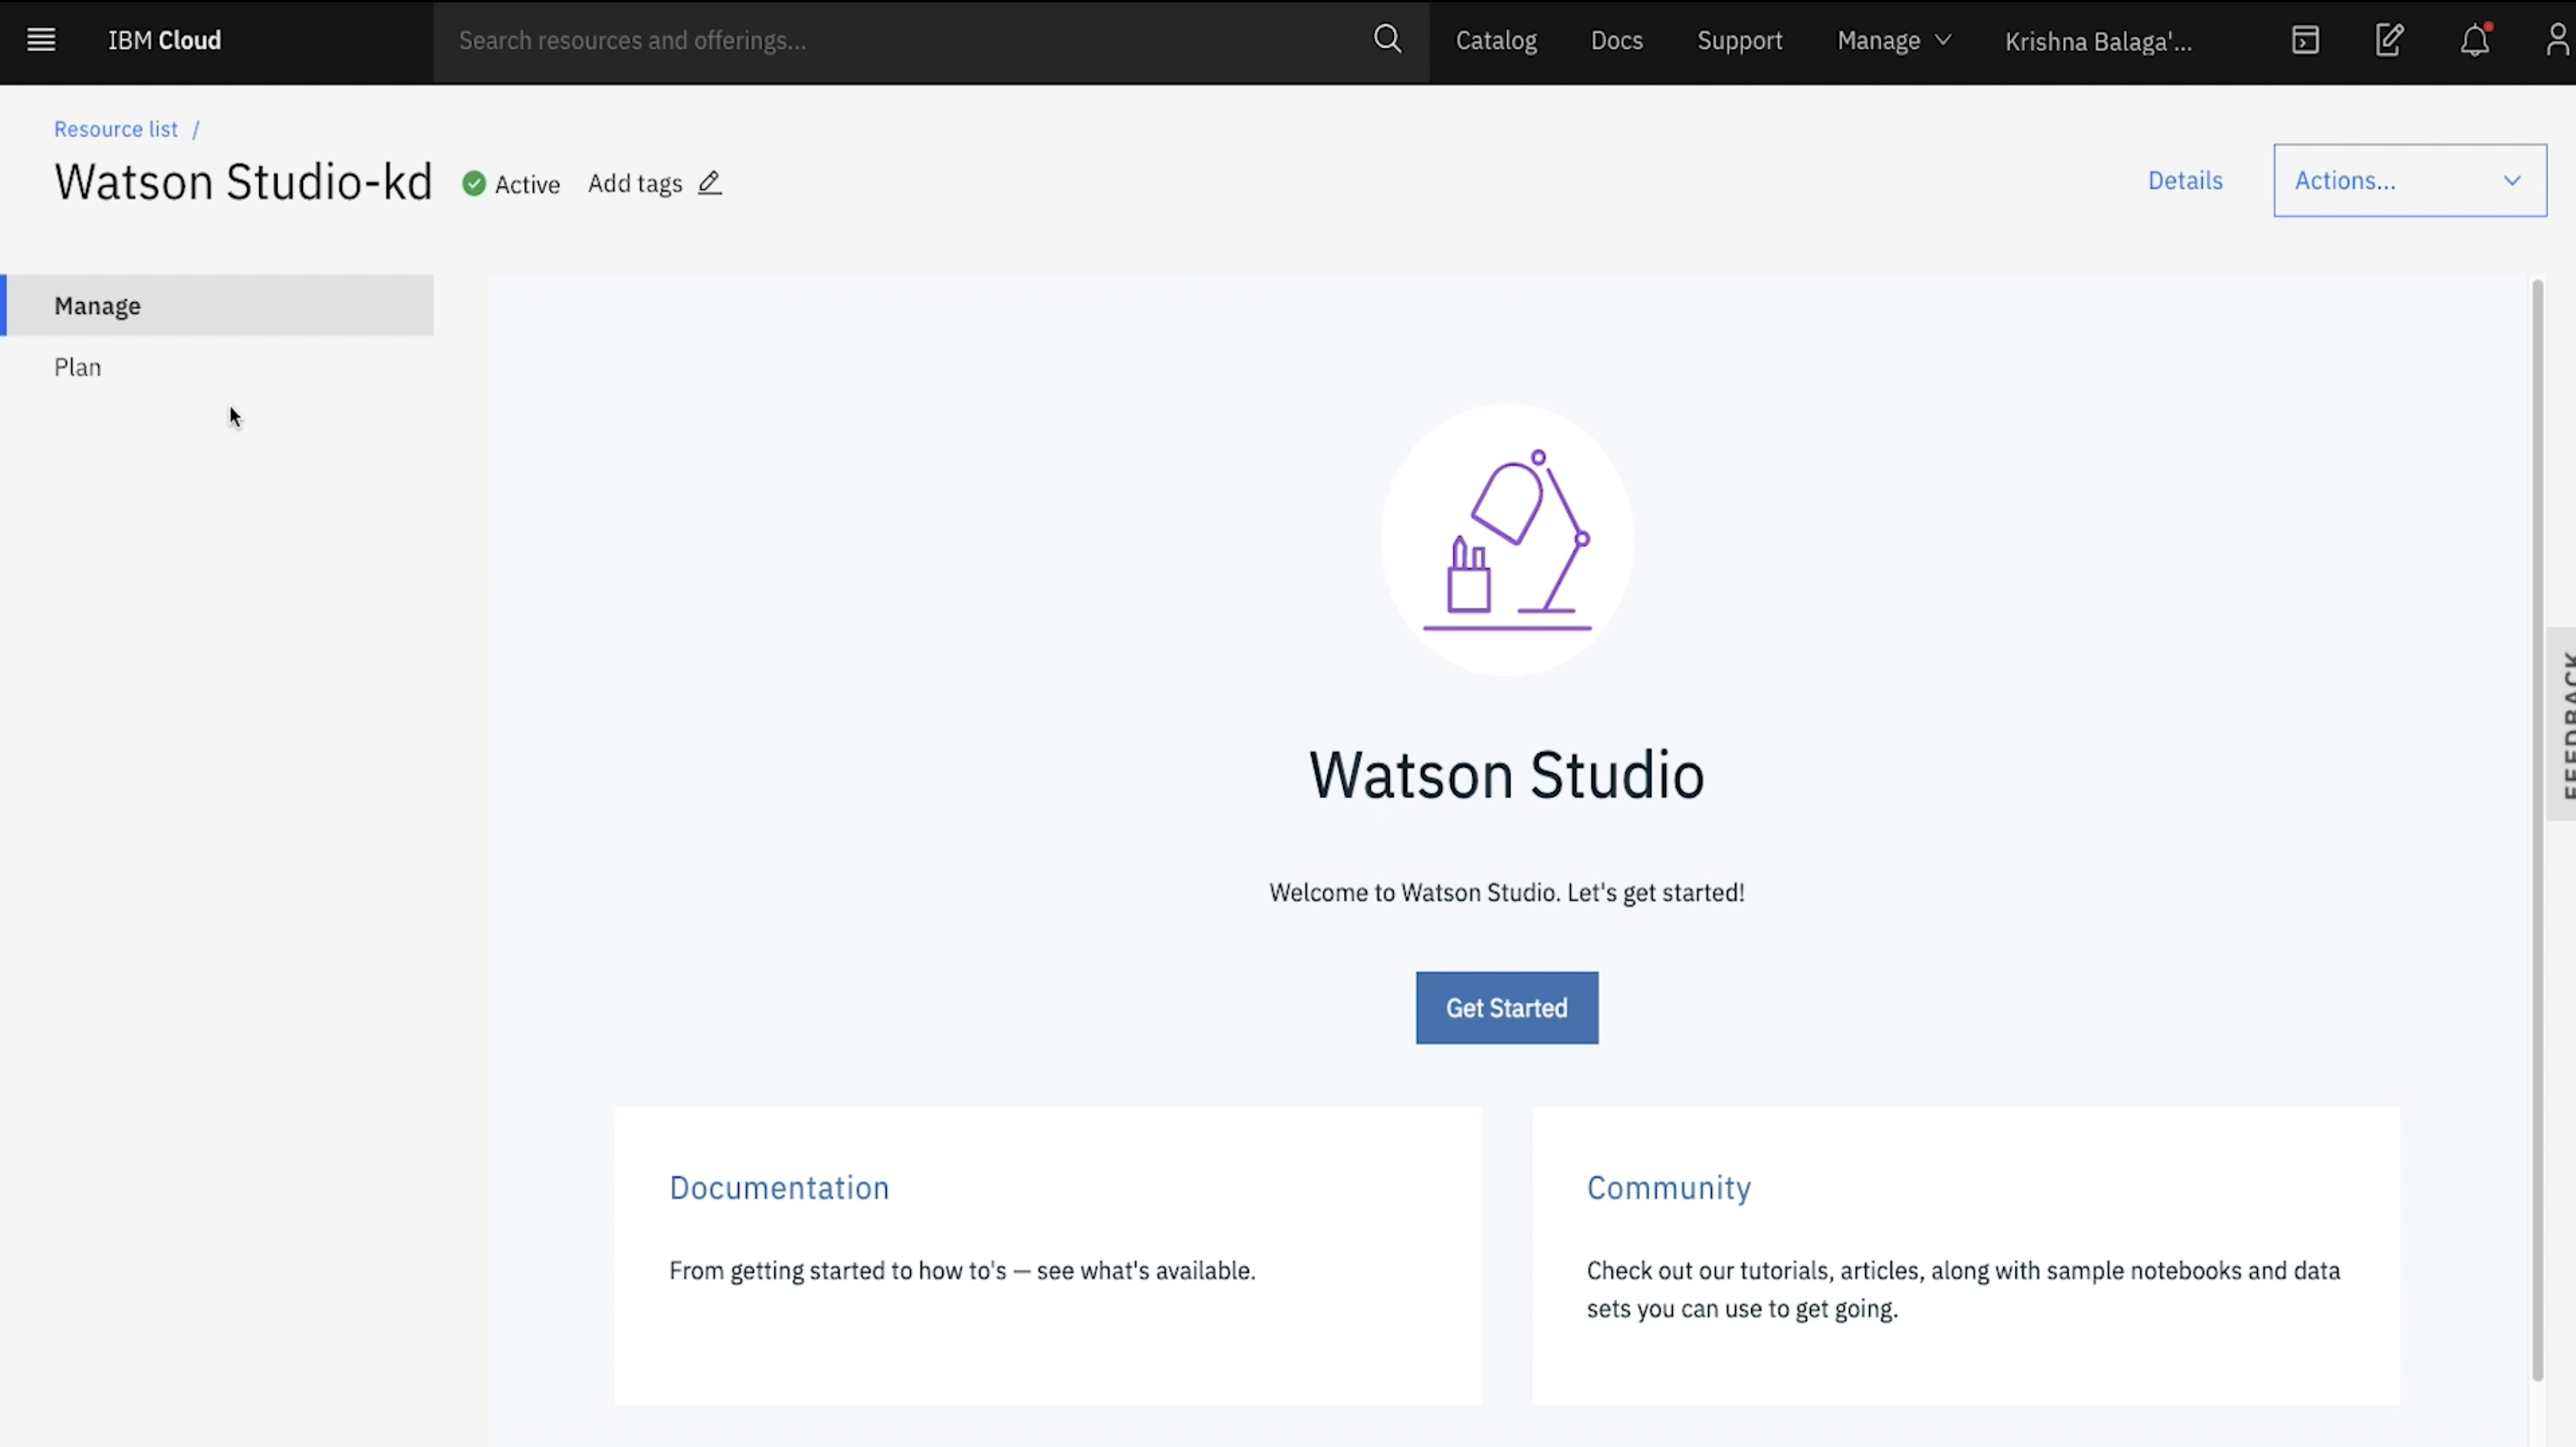 IBM Cloud
Search resources and offerings...
Catalog
Docs
Support
Manage
Krishna Balaga'...
Resource list /
Watson Studio-kd
Active
Add tags
Details
Actions...
Manage
Plan
Watson Studio
Welcome to Watson Studio. Let's get started!
Get Started
FEEDBACK
Documentation
From getting started to how to's — see what's available.
Community
Check out our tutorials, articles, along with sample notebooks and data
sets you can use to get going.